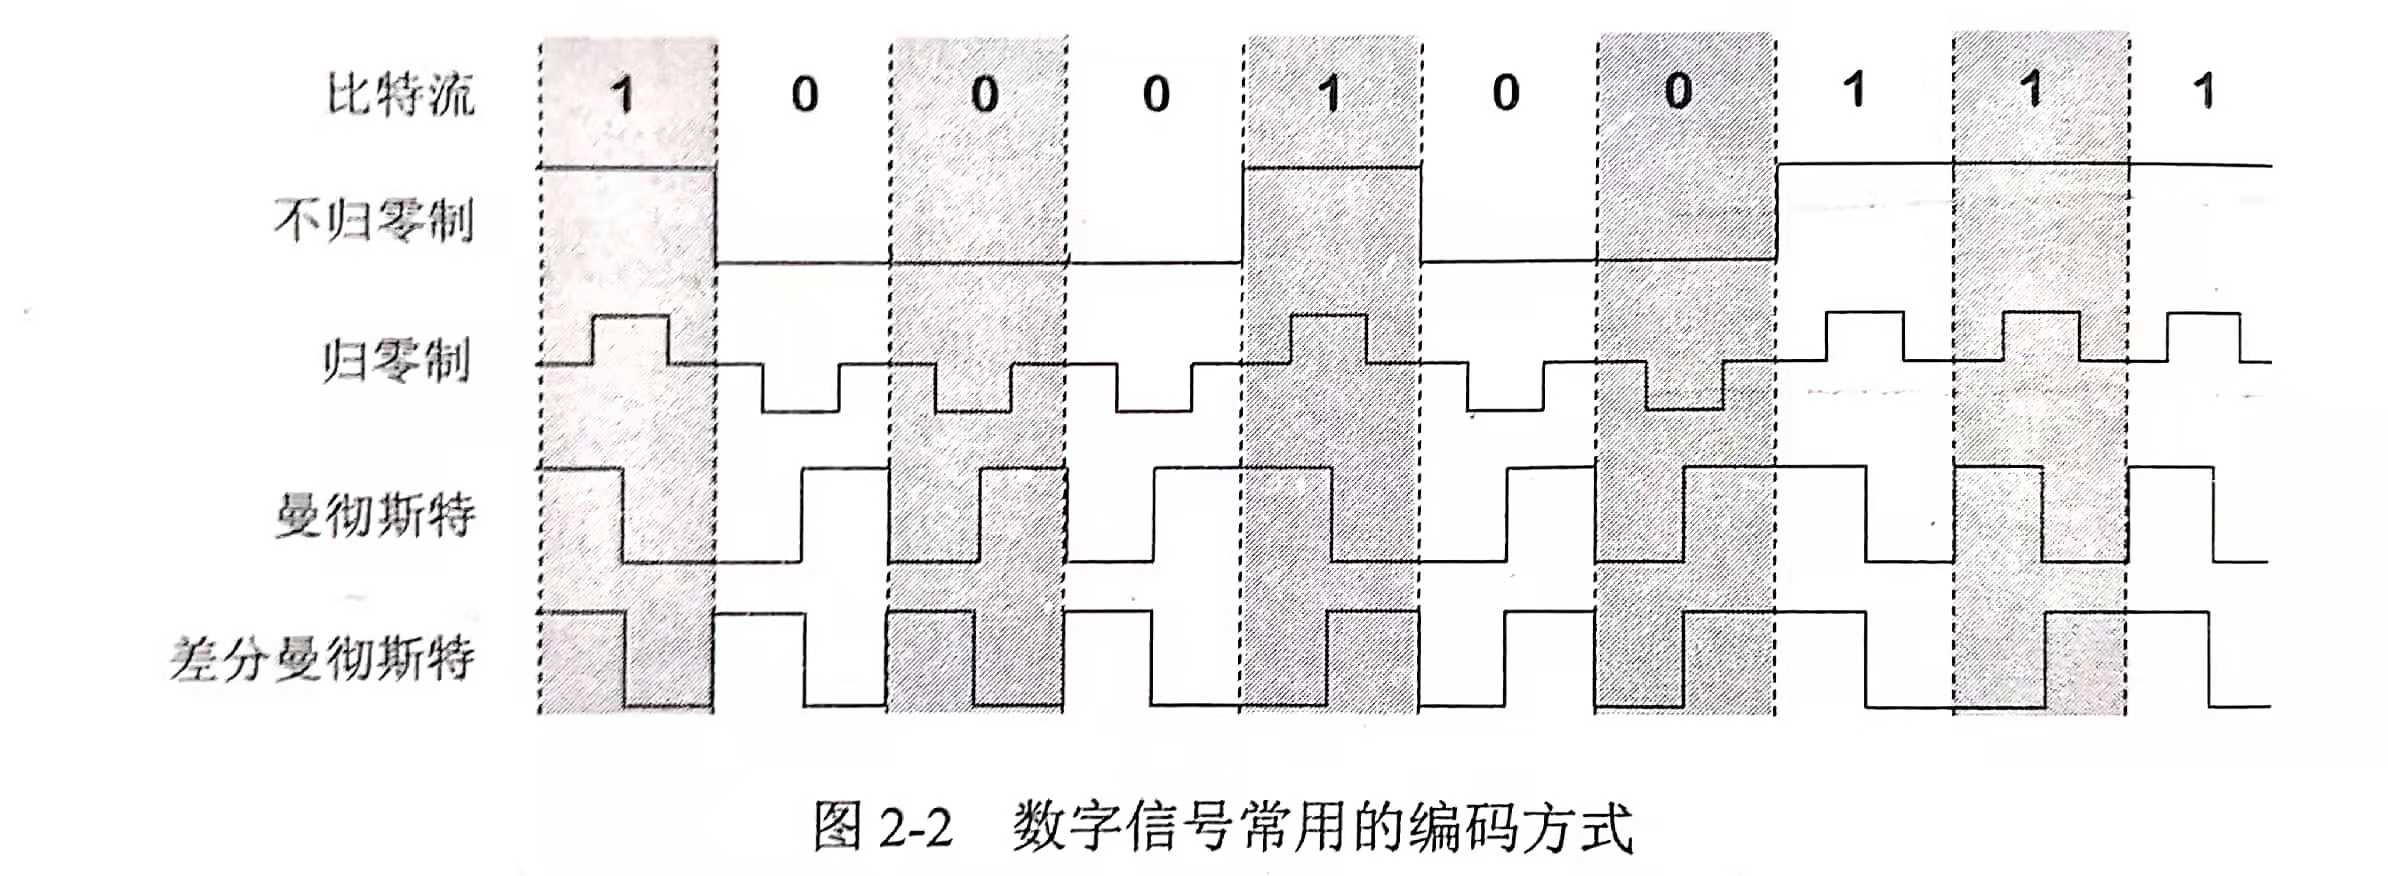 比特流 1 0 0 0 1 0 0 1 1 1
不归零制
归零制
曼彻斯特
差分曼彻斯特
图 2-2 数字信号常用的编码方式